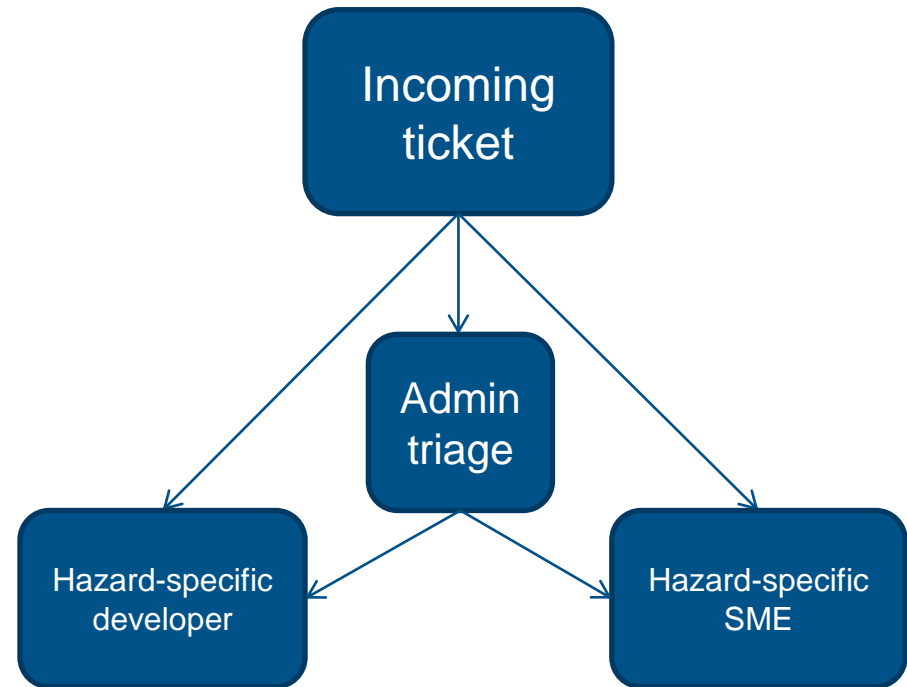 Incoming
ticket
Admin
triage
Hazard-specific
developer
Hazard-specific
SME